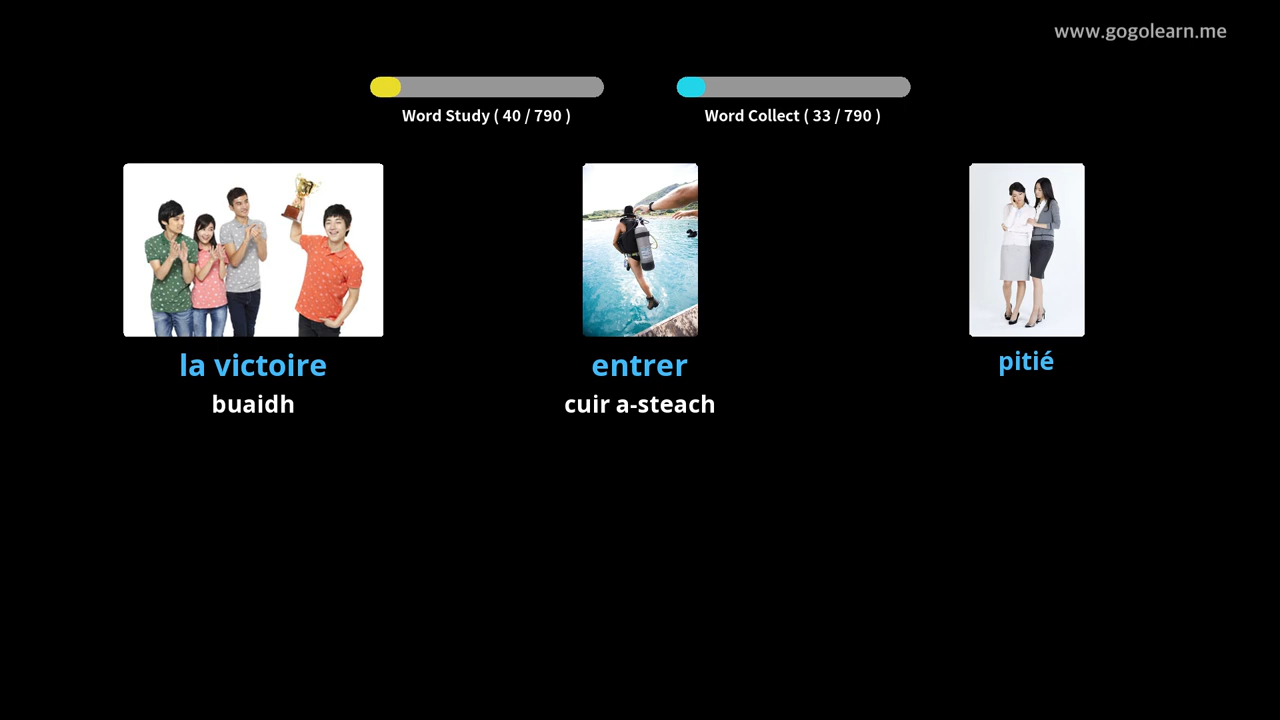 www.gogolearn.me
Word Study ( 40 / 790 )
Word Collect ( 33 / 790 )
la victoire
entrer
pitié
buaidh
cuir a-steach